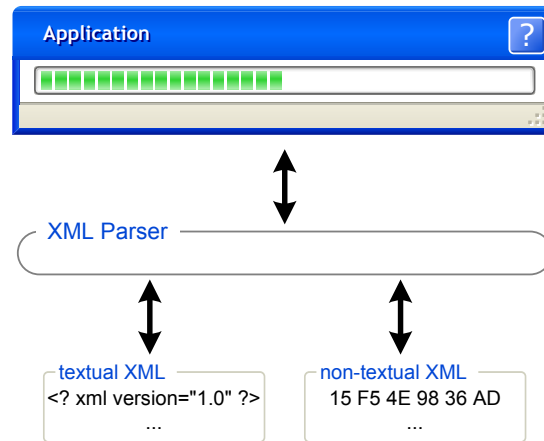 Application
?
XML Parser
textual XML
<? xml version="1.0" ?>
...
non-textual XML
15 F5 4E 98 36 AD
...